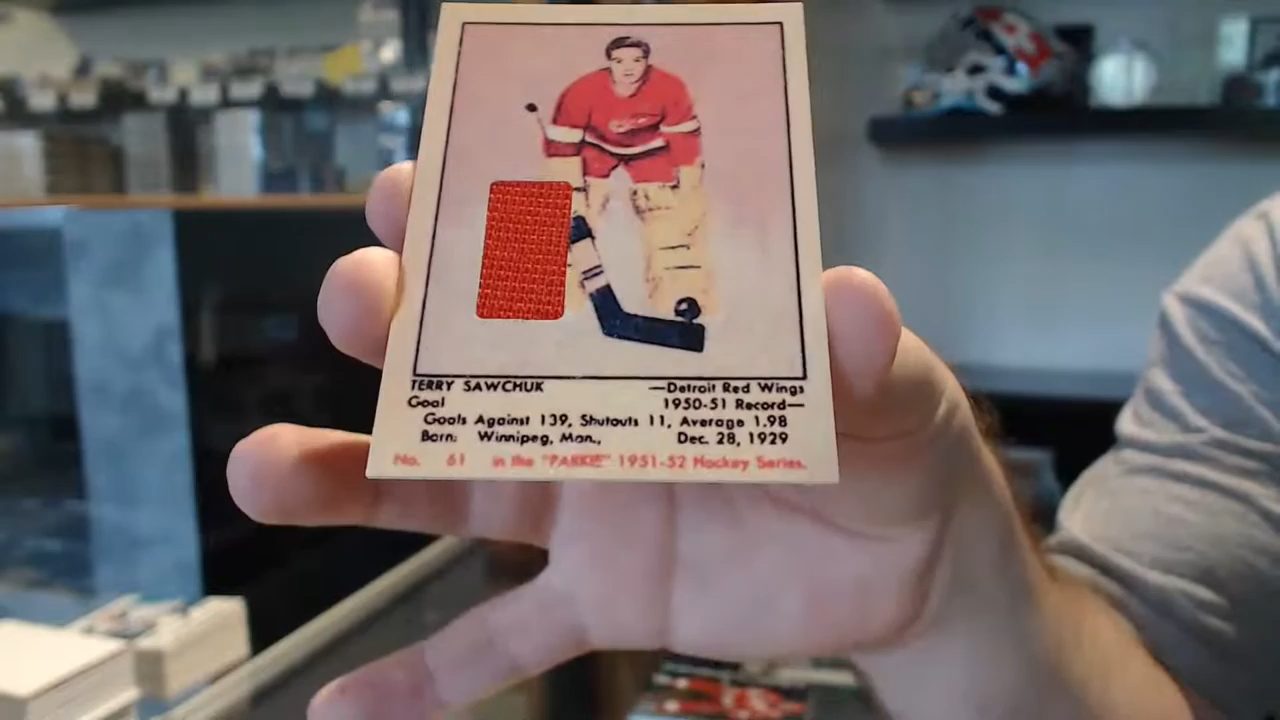 TERRY SAWCHUK —Detroit Red Wings
Goal 1950-51 Record—
Goals Against 139, Shutouts 11, Average 1.98
Born: Winnipeg, Man., Dec. 28, 1929
No. 61 in the "PARKIE" 1951-52 Hockey Series.